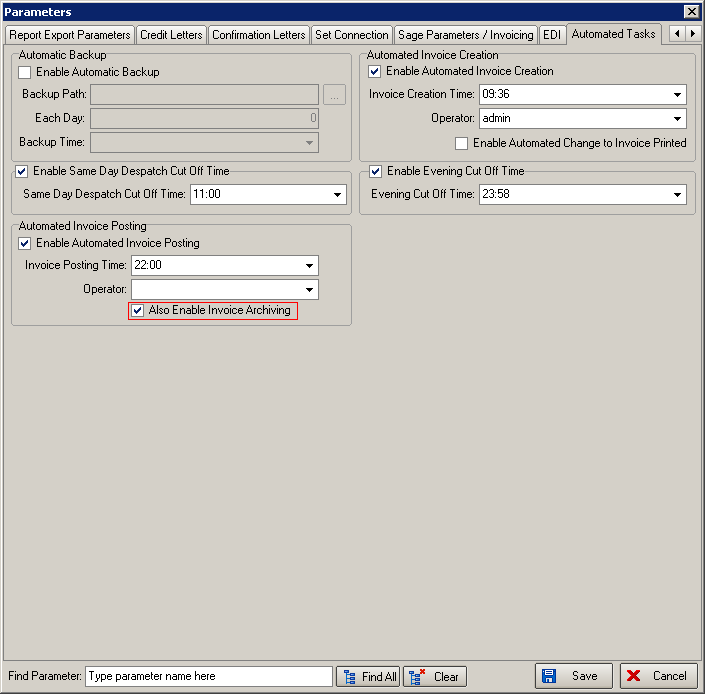 Parameters
Report Export Parameters Credit Letters Confirmation Letters Set Connection Sage Parameters / Invoicing EDI Automated Tasks
Automatic Backup
Enable Automatic Backup
Backup Path:
...
Each Day: 0
Backup Time:
Automated Invoice Creation
Enable Automated Invoice Creation
Invoice Creation Time: 09:36
Operator: admin
Enable Automated Change to Invoice Printed
Enable Same Day Despatch Cut Off Time
Same Day Despatch Cut Off Time: 11:00
Enable Evening Cut Off Time
Evening Cut Off Time: 23:58
Automated Invoice Posting
Enable Automated Invoice Posting
Invoice Posting Time: 22:00
Operator:
Also Enable Invoice Archiving
Find Parameter: Type parameter name here Find All Clear Save Cancel